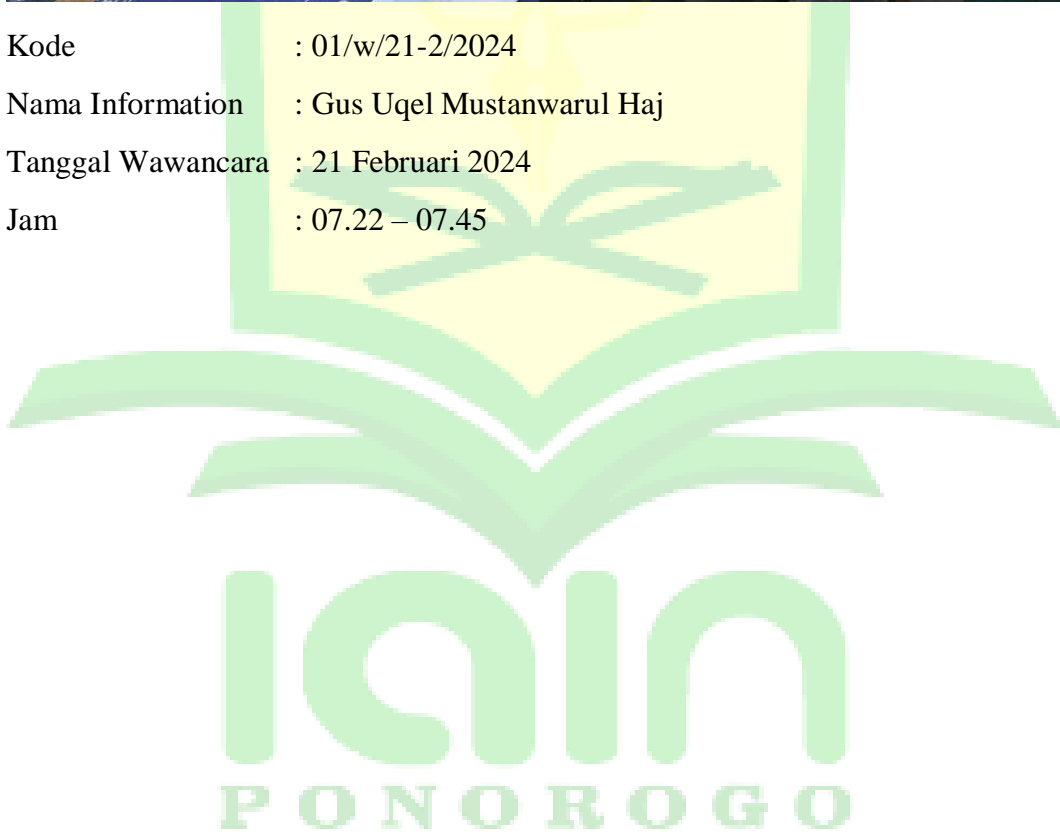 Kode : 01/w/21-2/2024
Nama Information : Gus Uqel Mustanwarul Haj
Tanggal Wawancara : 21 Februari 2024
Jam : 07.22 – 07.45
iain
PONOROGO